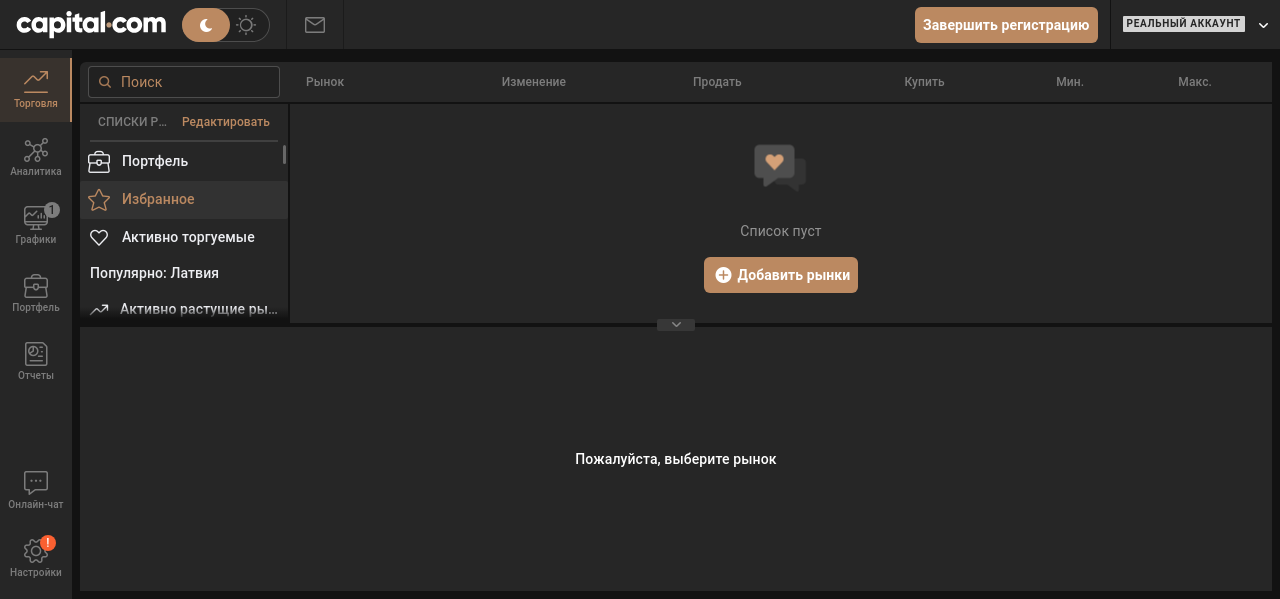 capital.com
Завершить регистрацию
РЕАЛЬНЫЙ АККАУНТ
Торговля
Аналитика
1
Графики
Портфель
Отчеты
Онлайн-чат
!
Настройки
Поиск
Рынок
Изменение
Продать
Купить
Мин.
Макс.
СПИСКИ Р...
Редактировать
Портфель
Избранное
Активно торгуемые
Популярно: Латвия
Активно растущие ры...
Список пуст
Добавить рынки
Пожалуйста, выберите рынок